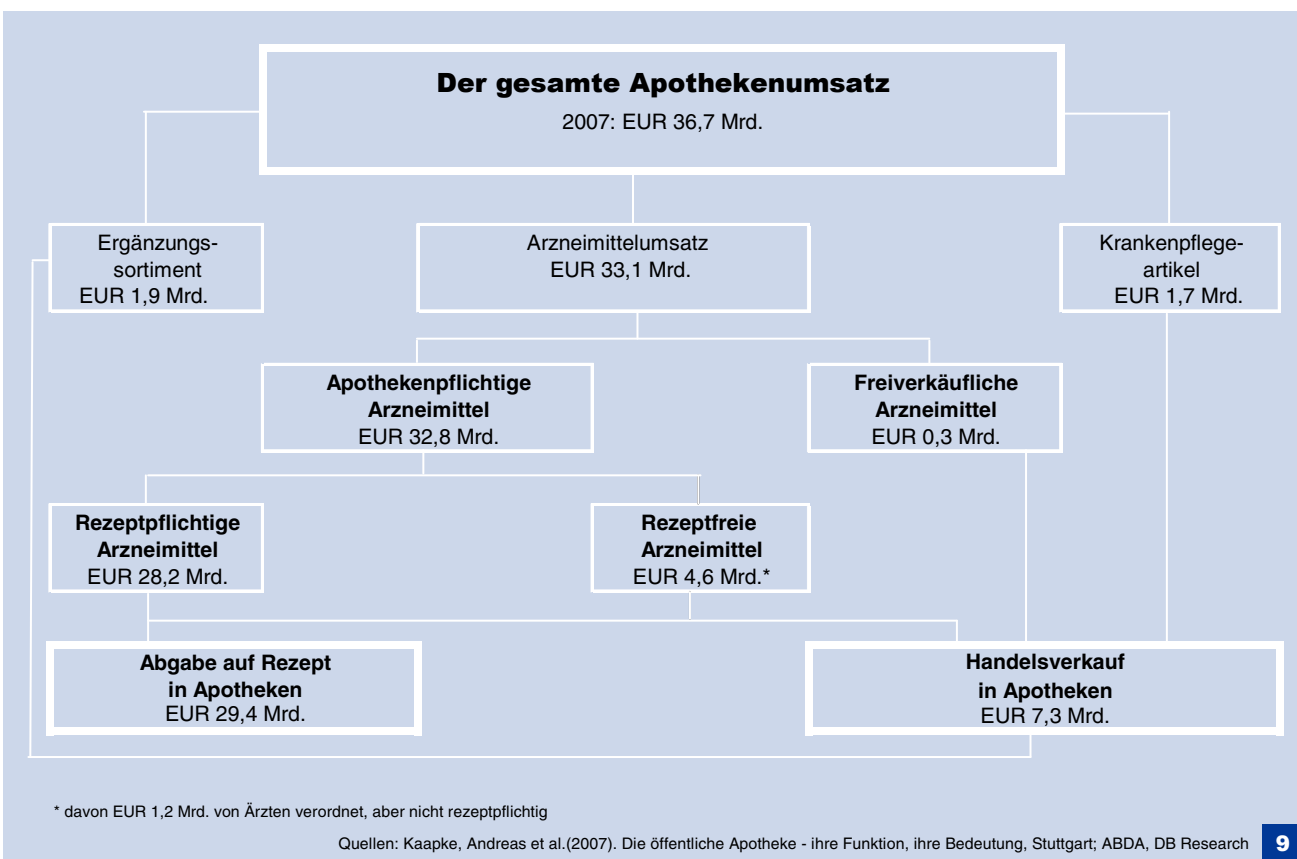 Der gesamte Apothekenumsatz
2007: EUR 36,7 Mrd.
Ergänzungs-
sortiment
EUR 1,9 Mrd.
Arzneimittelumsatz
EUR 33,1 Mrd.
Krankenpflege-
artikel
EUR 1,7 Mrd.
Apothekenpflichtige
Arzneimittel
EUR 32,8 Mrd.
Freiverkäufliche
Arzneimittel
EUR 0,3 Mrd.
Rezeptpflichtige
Arzneimittel
EUR 28,2 Mrd.
Rezeptfreie
Arzneimittel
EUR 4,6 Mrd.*
Abgabe auf Rezept
in Apotheken
EUR 29,4 Mrd.
Handelsverkauf
in Apotheken
EUR 7,3 Mrd.
* davon EUR 1,2 Mrd. von Ärzten verordnet, aber nicht rezeptpflichtig
Quellen: Kaapke, Andreas et al.(2007). Die öffentliche Apotheke - ihre Funktion, ihre Bedeutung, Stuttgart; ABDA, DB Research 9